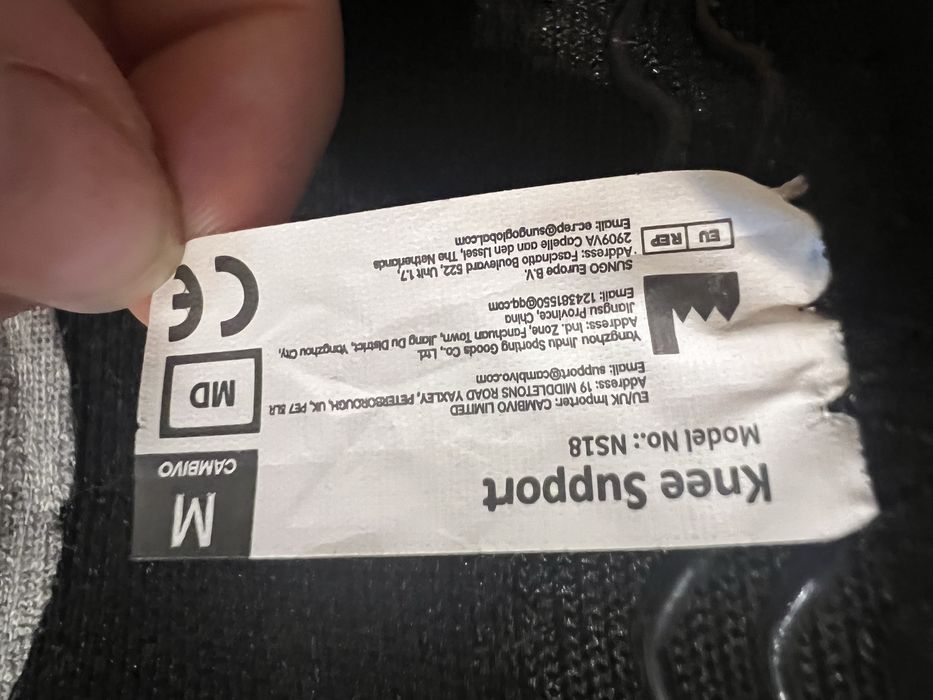 Knee Support
Model No.: NS18
M
CAMBIVO
EU/UK Importer: CAMBIVO LIMITED
Address: 19 MIDDLETONS ROAD YAXLEY, PETERBOROUGH, UK, PE7 8LR
Email: support@cambivo.com
MD
Yangzhou Jindu Sporting Goods Co., Ltd.
Address: Ind. Zone, Fanchuan Town, Jiang Du District, Yangzhou City,
Jiangsu Province, China
Email: 124381550@qq.com
SUNGO Europe B.V.
Address: Fascinatio Boulevard 522, Unit 1.7,
2909VA Capelle aan den IJssel, The Netherlands
Email: ec.rep@sungoglobal.com
EU REP
CE